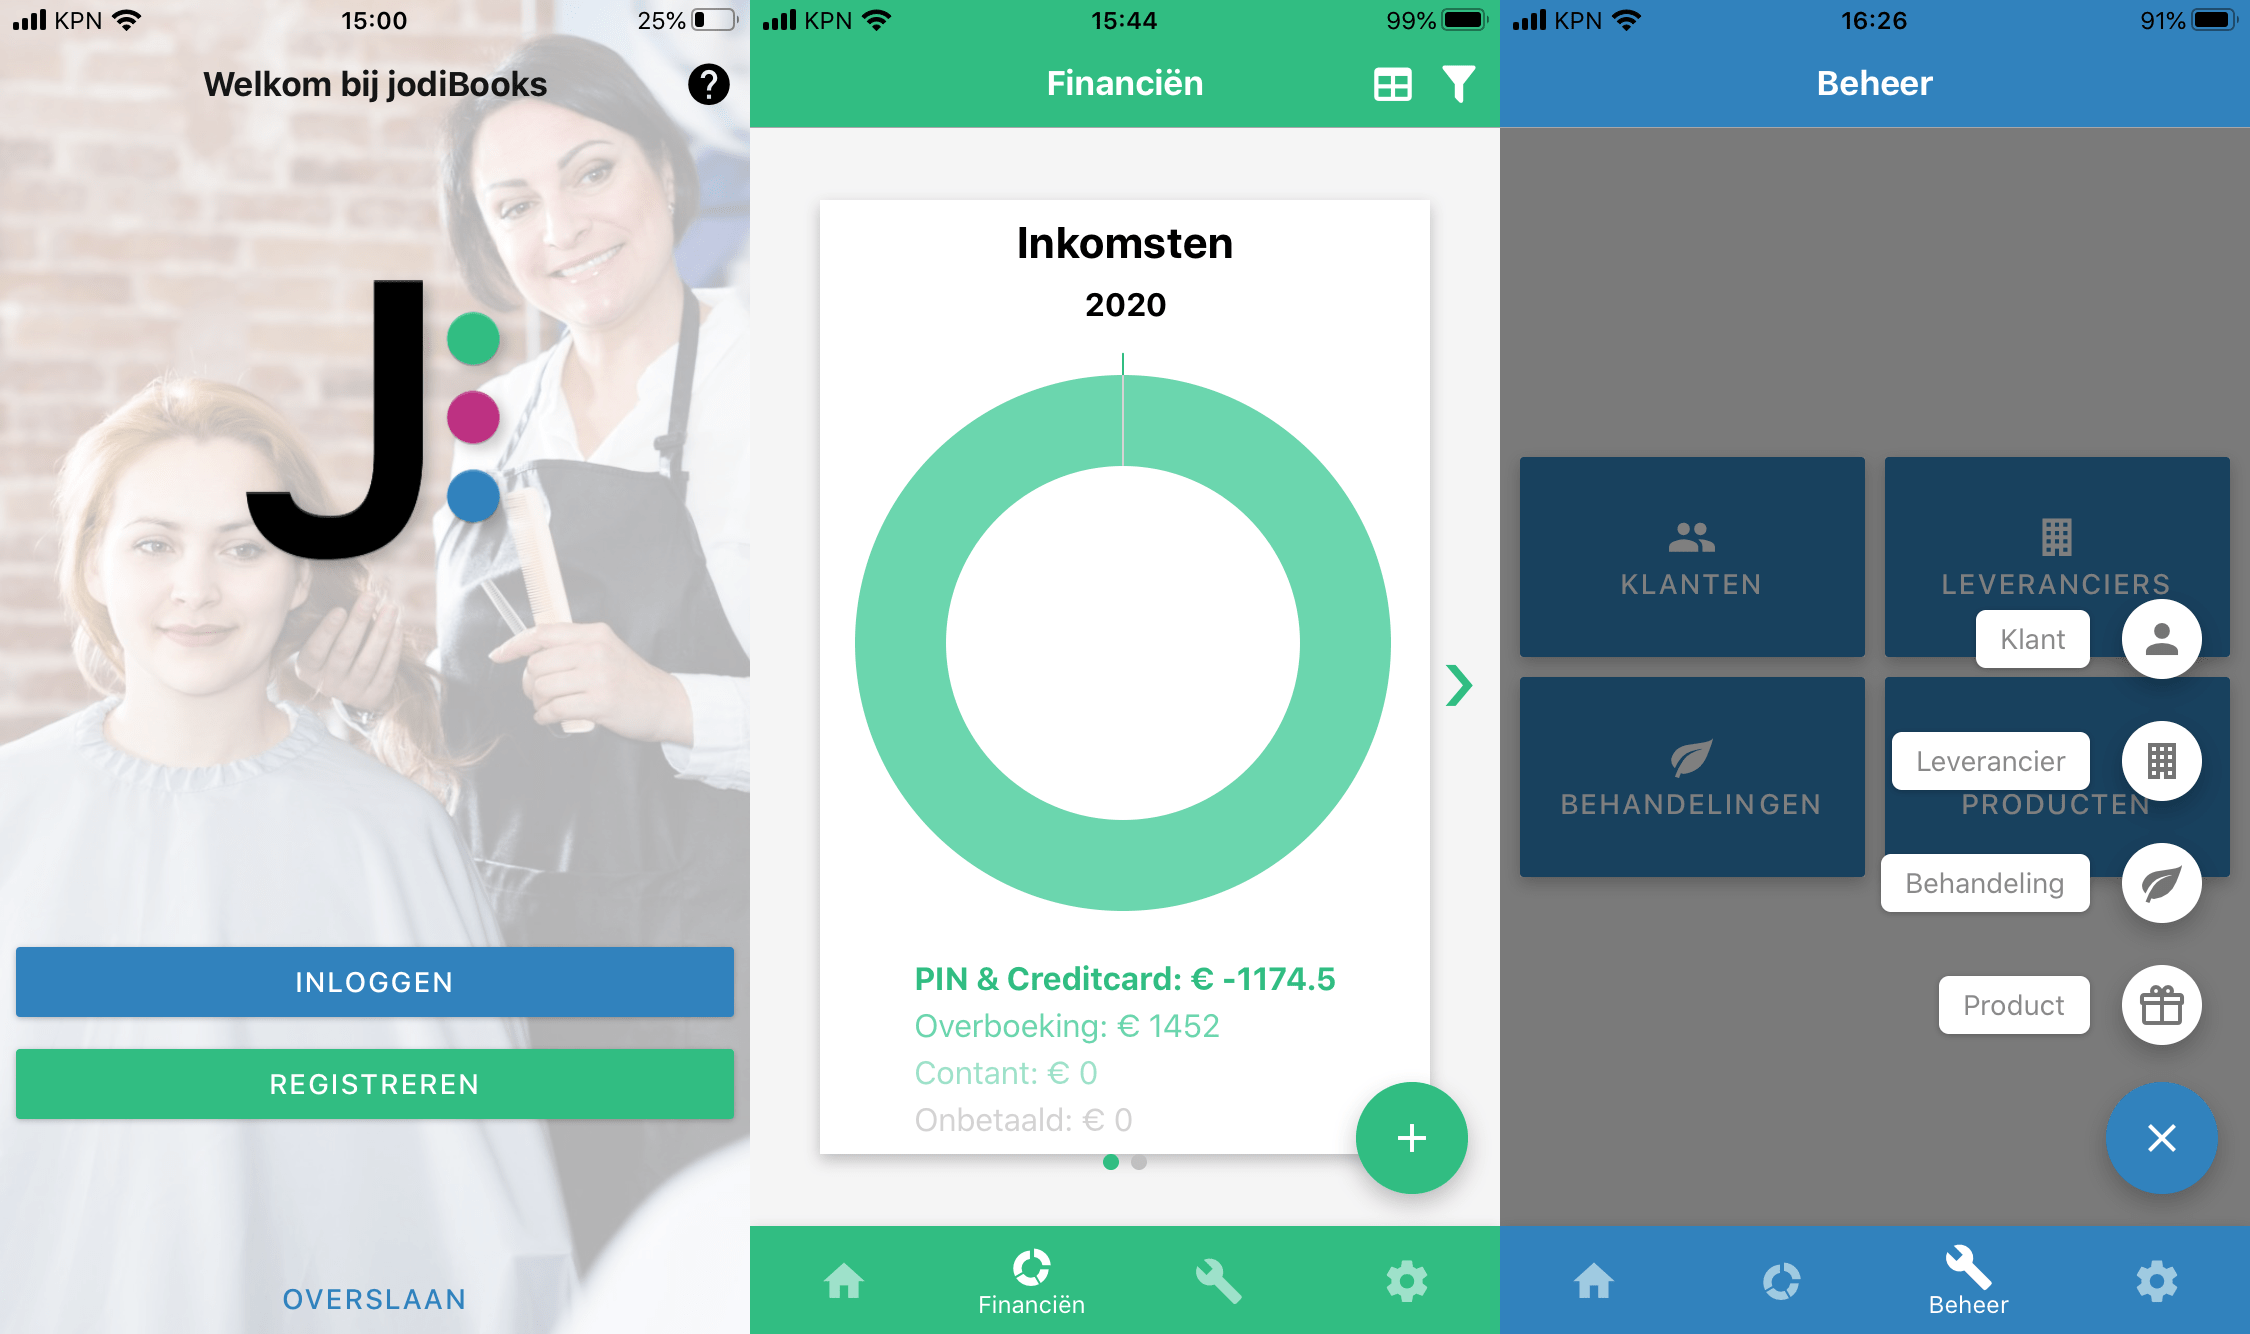 KPN
15:00
25%
Welkom bij jodiBooks
J
INLOGGEN
REGISTREREN
OVERSLAAN
KPN
15:44
99%
Financiën
Inkomsten
2020
PIN & Creditcard: € -1174.5
Overboeking: € 1452
Contant: € 0
Onbetaald: € 0
Financiën
KPN
16:26
91%
Beheer
KLANTEN
LEVERANCIERS
Klant
Leverancier
BEHANDELINGEN
PRODUCTEN
Behandeling
Product
Beheer